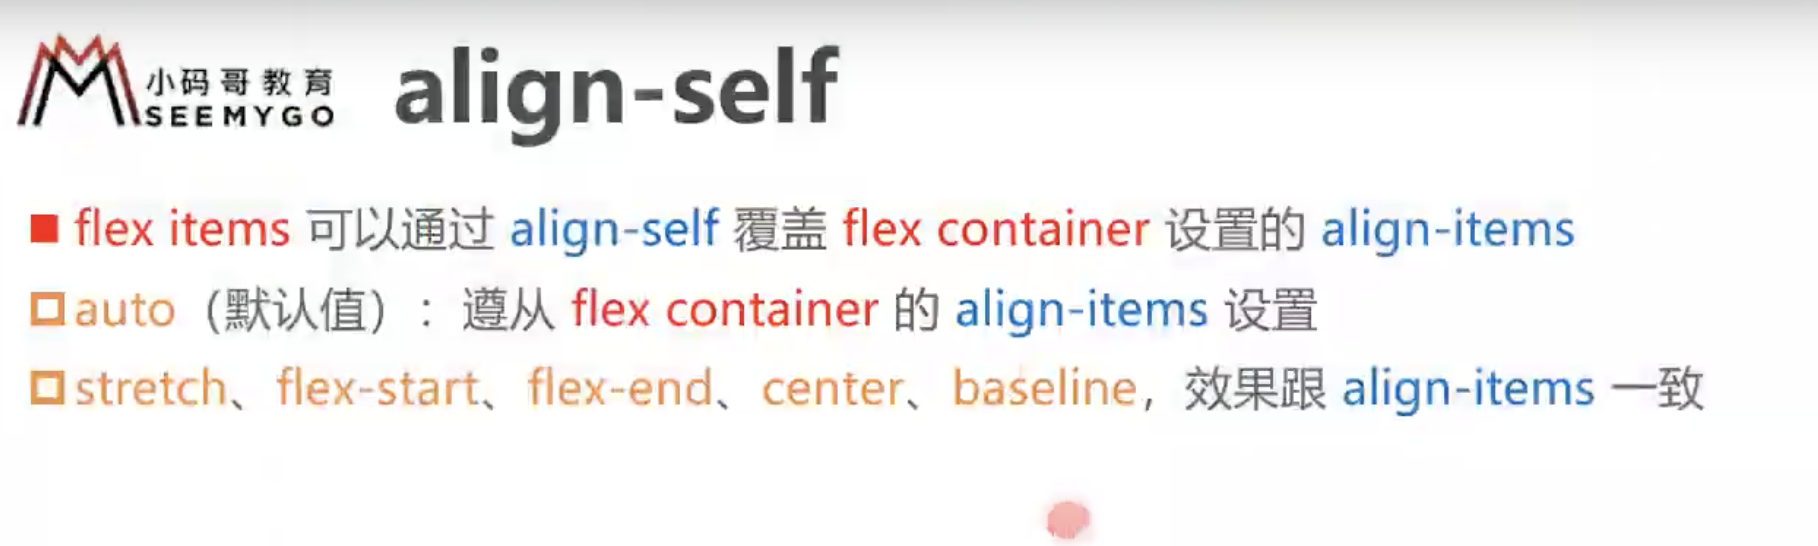 小码哥教育
SEEMYGO
align-self
flex items 可以通过 align-self 覆盖 flex container 设置的 align-items
auto（默认值）：遵从 flex container 的 align-items 设置
stretch、flex-start、flex-end、center、baseline，效果跟 align-items 一致